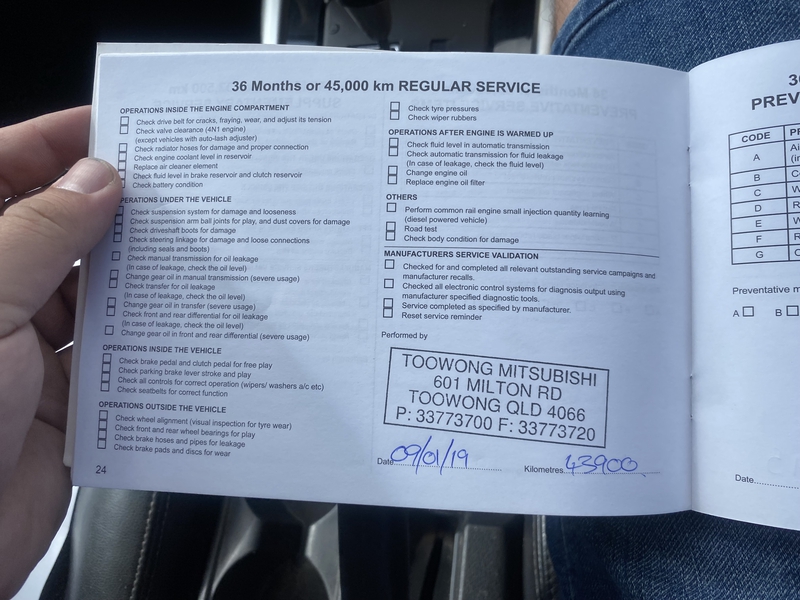 36 Months or 45,000 km REGULAR SERVICE
OPERATIONS INSIDE THE ENGINE COMPARTMENT
Check drive belt for cracks, fraying, wear, and adjust its tension
Check valve clearance (4N1 engine)
(except vehicles with auto-lash adjuster)
Check radiator hoses for damage and proper connection
Check engine coolant level in reservoir
Replace air cleaner element
Check fluid level in brake reservoir and clutch reservoir
Check battery condition
OPERATIONS UNDER THE VEHICLE
Check suspension system for damage and looseness
Check suspension arm ball joints for play, and dust covers for damage
Check driveshaft boots for damage
Check steering linkage for damage and loose connections
(including seals and boots)
Check manual transmission for oil leakage
(In case of leakage, check the oil level)
Change gear oil in manual transmission (severe usage)
Check transfer for oil leakage
(In case of leakage, check the oil level)
Change gear oil in transfer (severe usage)
Check front and rear differential for oil leakage
(in case of leakage, check the oil level)
Change gear oil in front and rear differential (severe usage)
OPERATIONS INSIDE THE VEHICLE
Check brake pedal and clutch pedal for free play
Check parking brake lever stroke and play
Check all controls for correct operation (wipers/ washers a/c etc)
Check seatbelts for correct function
OPERATIONS OUTSIDE THE VEHICLE
Check wheel alignment (visual inspection for tyre wear)
Check front and rear wheel bearings for play
Check brake hoses and pipes for leakage
Check brake pads and discs for wear
24
Check tyre pressures
Check wiper rubbers
OPERATIONS AFTER ENGINE IS WARMED UP
Check fluid level in automatic transmission
Check automatic transmission for fluid leakage
(In case of leakage, check the fluid level)
Change engine oil
Replace engine oil filter
OTHERS
Perform common rail engine small injection quantity learning
(diesel powered vehicle)
Road test
Check body condition for damage
MANUFACTURERS SERVICE VALIDATION
Checked for and completed all relevant outstanding service campaigns and
manufacturer recalls.
Checked all electronic control systems for diagnosis output using
manufacturer specified diagnostic tools.
Service completed as specified by manufacturer.
Reset service reminder
Performed by
TOOWONG MITSUBISHI
601 MILTON RD
TOOWONG QLD 4066
P: 33773700 F: 33773720
Date 09/01/19 Kilometres 43900
PREV
CODE
A
B
C
D
E
F
G
Preventative
A B
Date